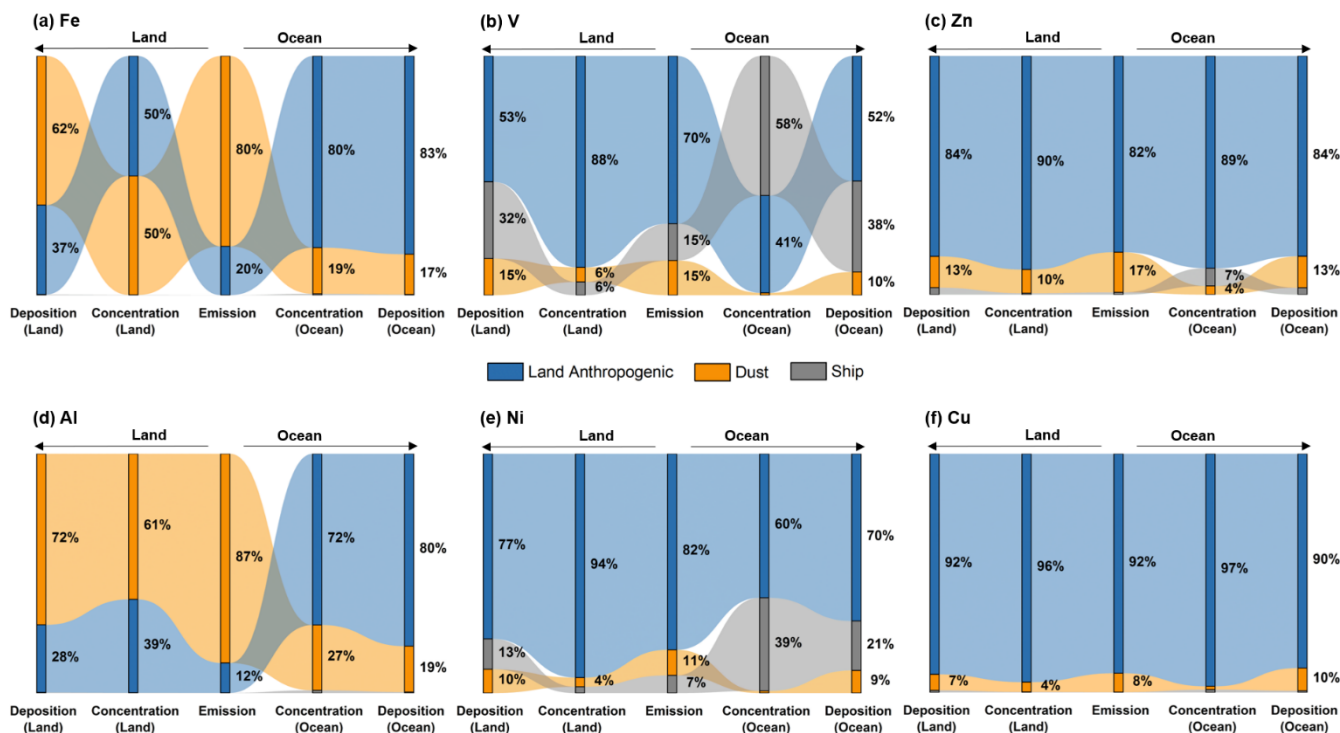 (a) Fe
Land
Ocean
62%
37%
50%
50%
80%
20%
80%
19%
83%
17%
Deposition
(Land)
Concentration
(Land)
Emission
Concentration
(Ocean)
Deposition
(Ocean)
(b) V
Land
Ocean
53%
32%
15%
88%
6%
6%
70%
15%
15%
58%
41%
52%
38%
10%
Deposition
(Land)
Concentration
(Land)
Emission
Concentration
(Ocean)
Deposition
(Ocean)
(c) Zn
Land
Ocean
84%
13%
90%
10%
82%
17%
89%
7%
4%
84%
13%
Deposition
(Land)
Concentration
(Land)
Emission
Concentration
(Ocean)
Deposition
(Ocean)
Land Anthropogenic
Dust
Ship
(d) Al
Land
Ocean
72%
28%
61%
39%
87%
12%
72%
27%
80%
19%
Deposition
(Land)
Concentration
(Land)
Emission
Concentration
(Ocean)
Deposition
(Ocean)
(e) Ni
Land
Ocean
77%
13%
10%
94%
4%
82%
11%
7%
60%
39%
70%
21%
9%
Deposition
(Land)
Concentration
(Land)
Emission
Concentration
(Ocean)
Deposition
(Ocean)
(f) Cu
Land
Ocean
92%
7%
96%
4%
92%
8%
97%
90%
10%
Deposition
(Land)
Concentration
(Land)
Emission
Concentration
(Ocean)
Deposition
(Ocean)